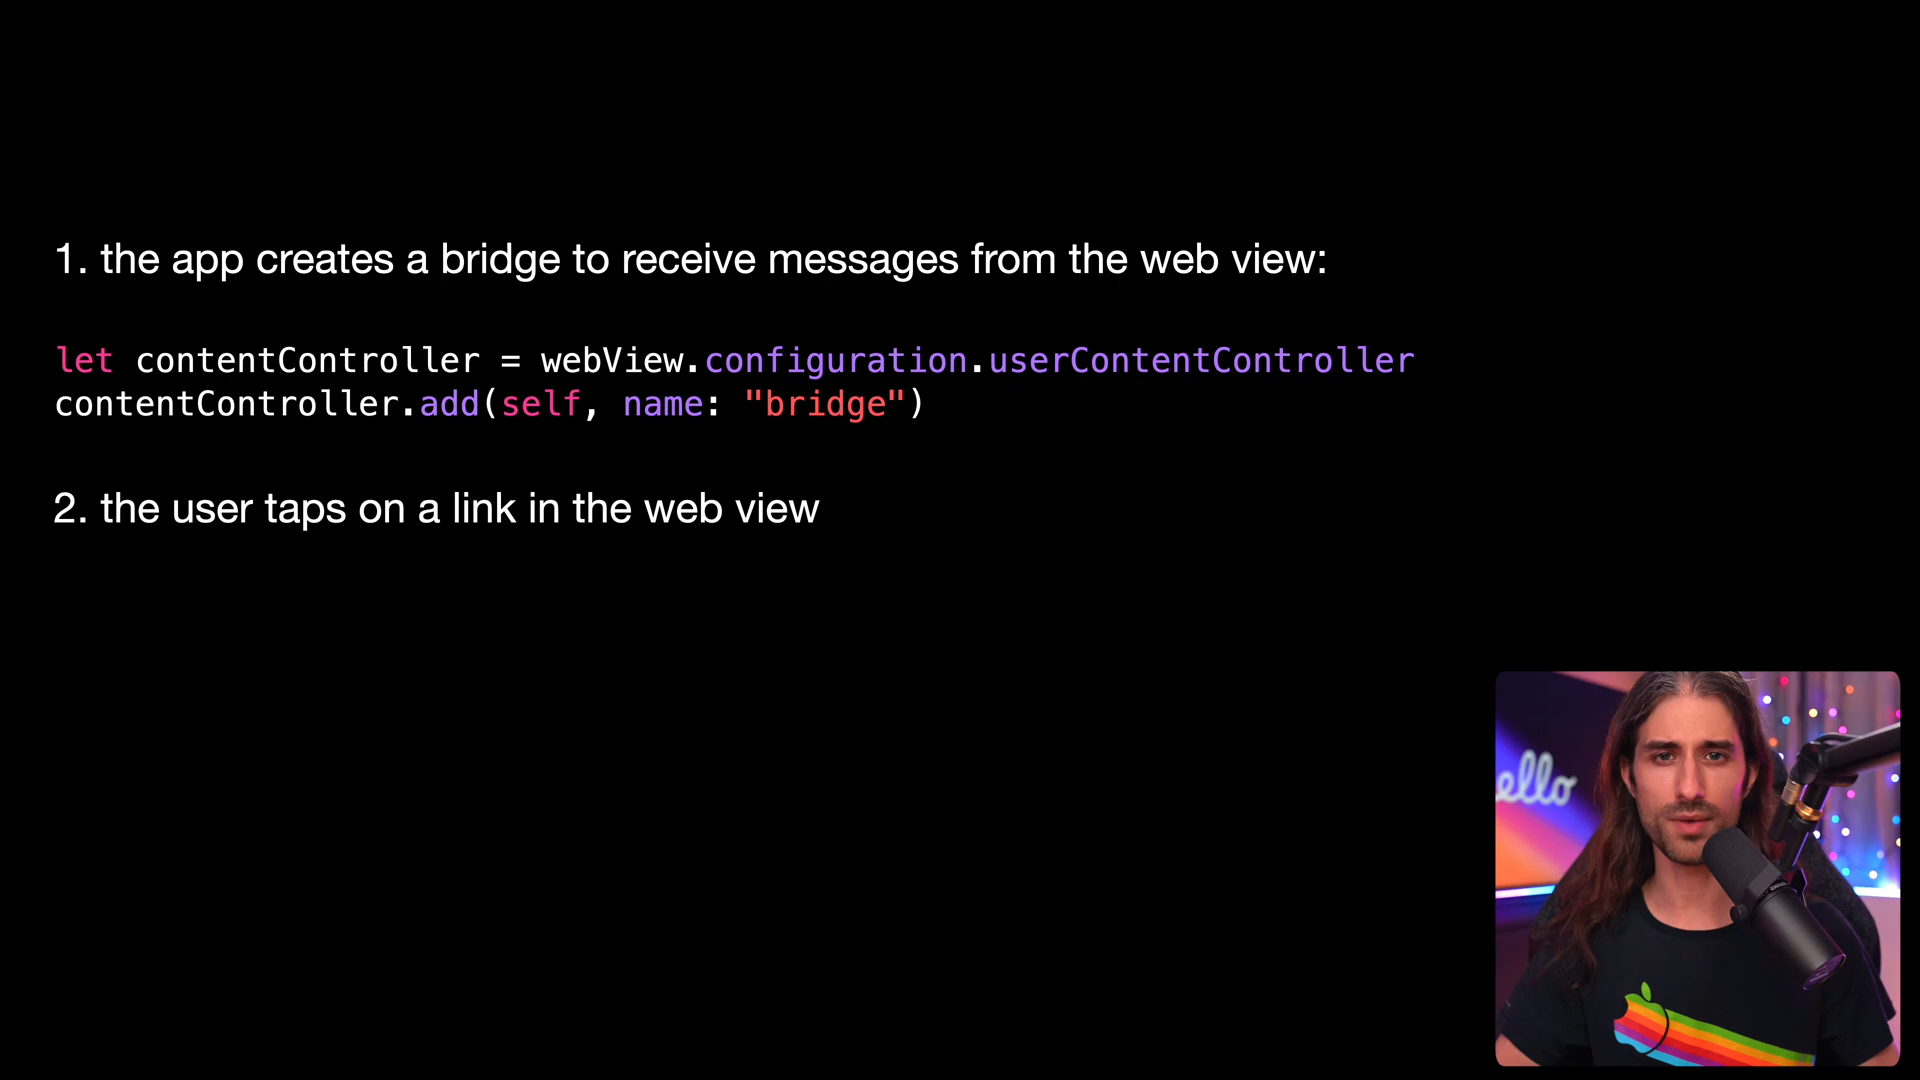 1. the app creates a bridge to receive messages from the web view:
let contentController = webView.configuration.userContentController
contentController.add(self, name: "bridge")
2. the user taps on a link in the web view
ello